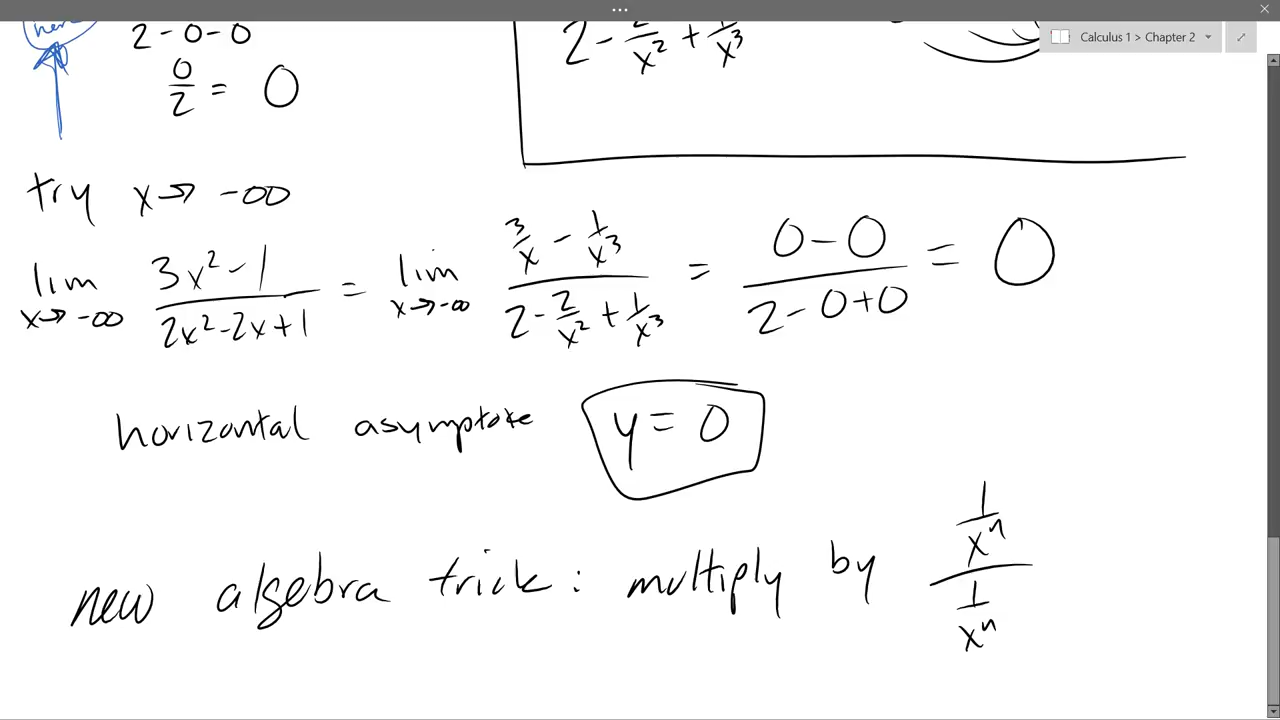 Calculus 1 > Chapter 2
2 - 0 - 0
0/2 = 0
2 - 2/x² + 1/x³
try x → -∞
lim x→-∞ (3x² - 1)/(2x² - 2x + 1) = lim x→-∞ (3/x - 1/x³)/(2 - 2/x² + 1/x³) = (0 - 0)/(2 - 0 + 0) = 0
horizontal asymptote y = 0
new algebra trick: multiply by (1/xⁿ)/(1/xⁿ)